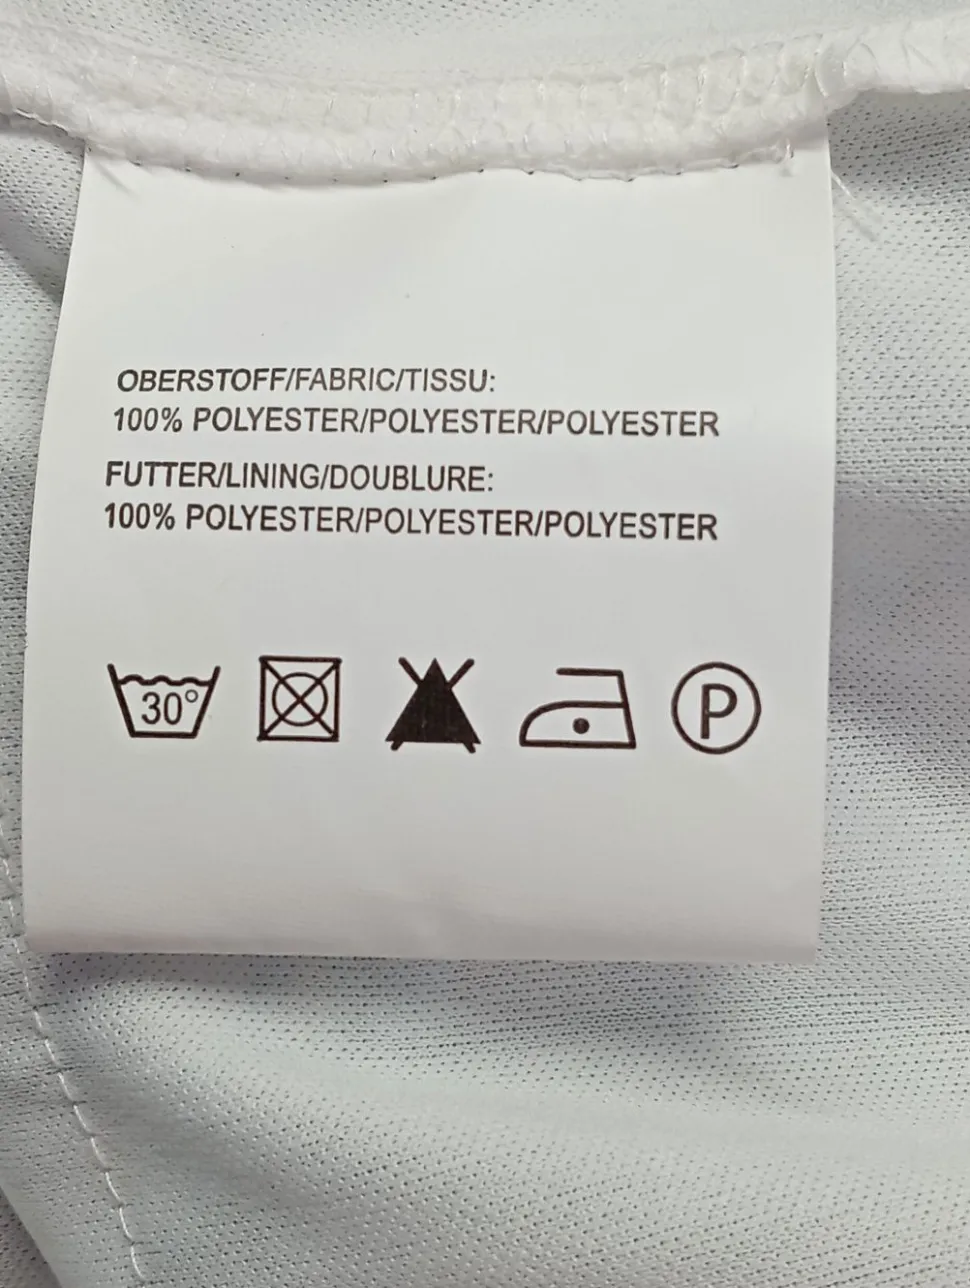 OBERSTOFF/FABRIC/TISSU:
100% POLYESTER/POLYESTER/POLYESTER
FUTTER/LINING/DOUBLURE:
100% POLYESTER/POLYESTER/POLYESTER
30° P